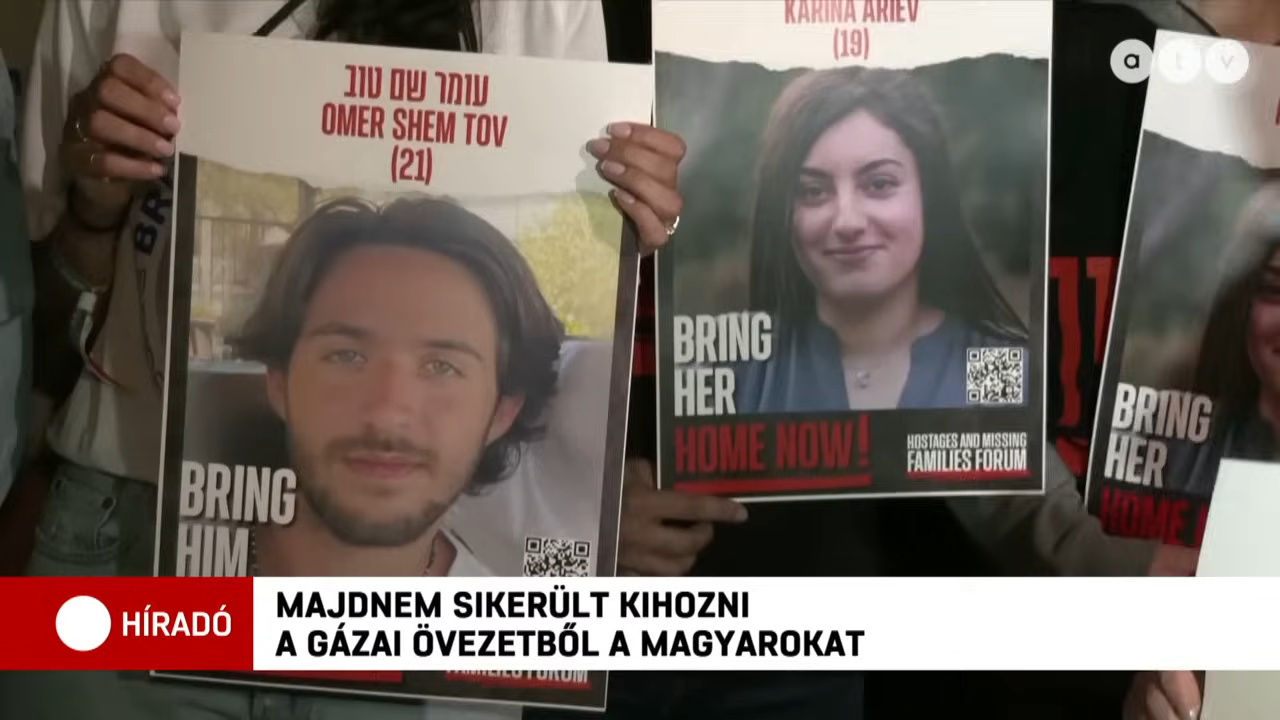 עומר שם טוב
OMER SHEM TOV
(21)
BRING
HIM
KARINA ARIEV
(19)
BRING
HER
HOME NOW!
HOSTAGES AND MISSING
FAMILIES FORUM
atv
BRING
HER
HOME
HÍRADÓ
MAJDNEM SIKERÜLT KIHOZNI
A GÁZAI ÖVEZETBŐL A MAGYAROKAT
FAMILIES FORUM